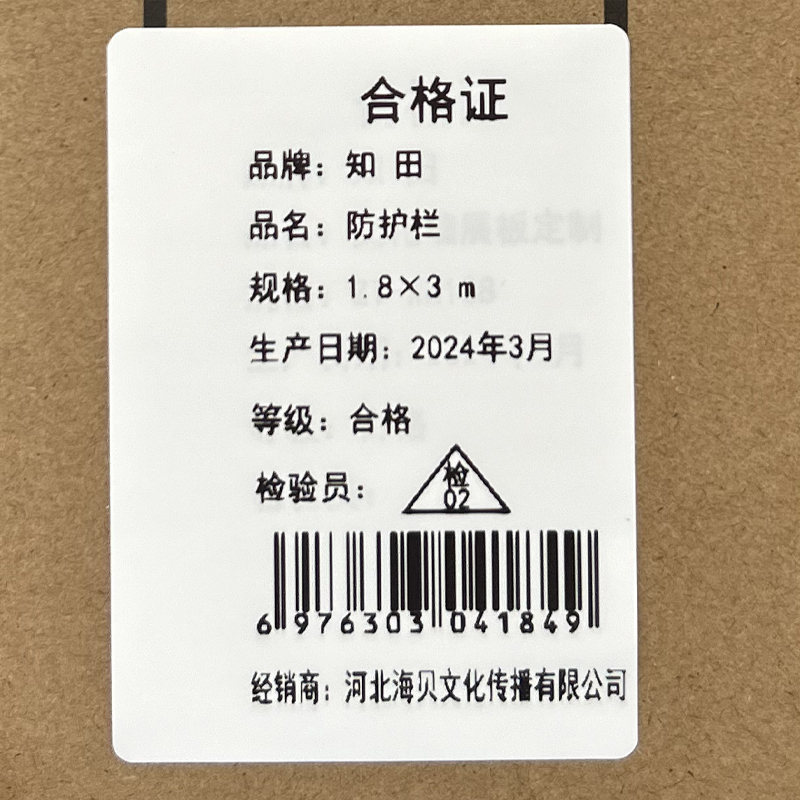 合格证
品牌：知 田
品名：防护栏
规格：1.8×3 m
生产日期：2024年3月
等级：合格
检验员：
检
02
6 976303 041849
经销商：河北海贝文化传播有限公司